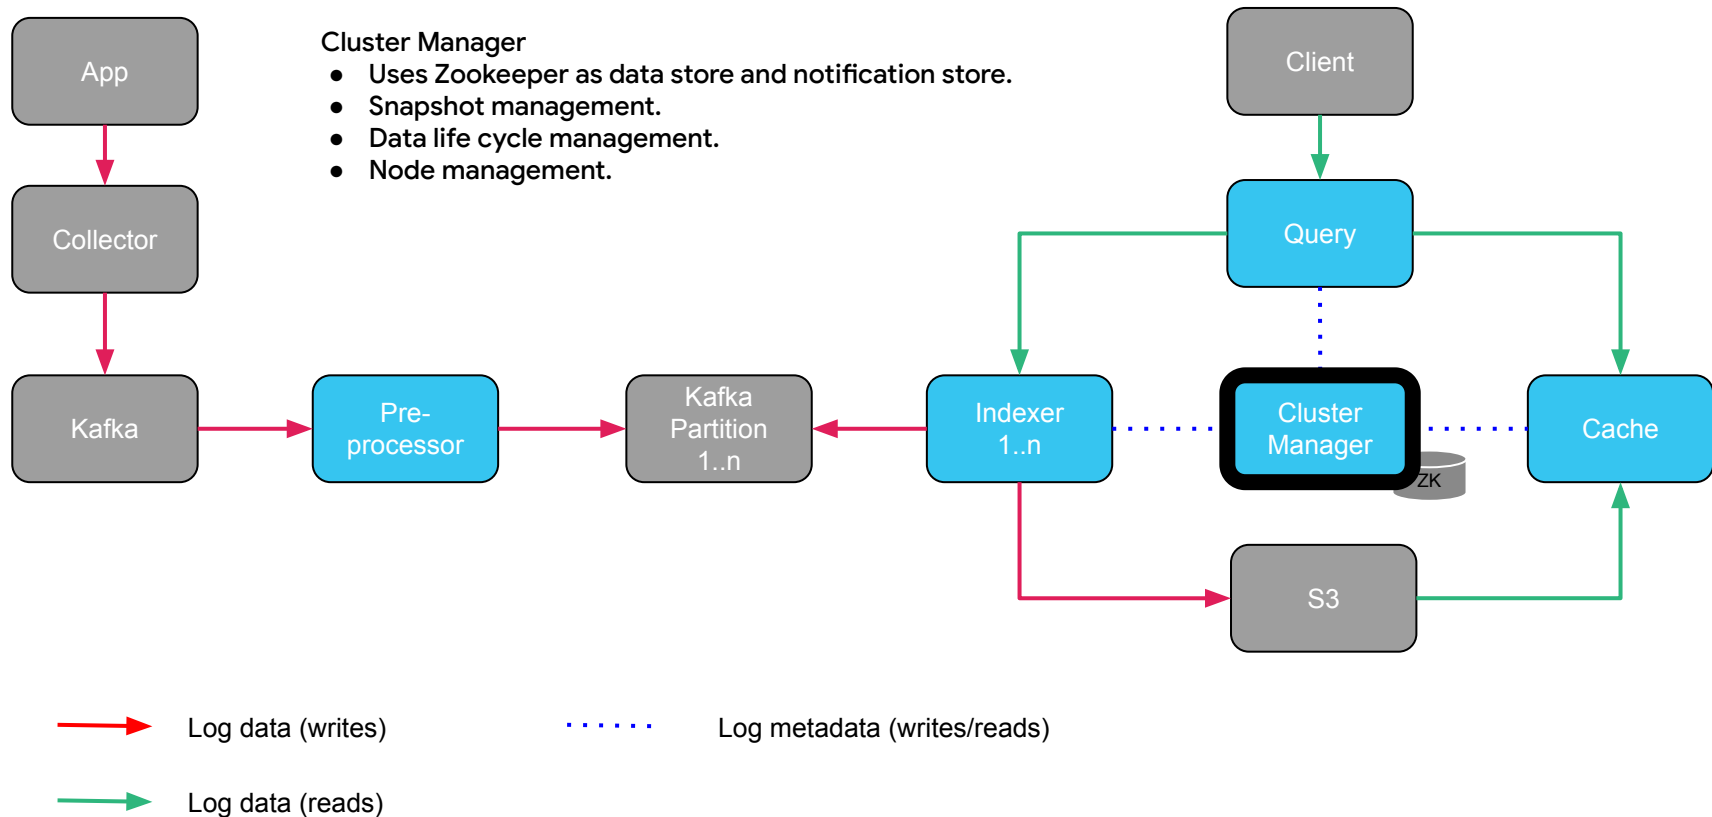 App
Cluster Manager
● Uses Zookeeper as data store and notification store.
● Snapshot management.
● Data life cycle management.
● Node management.
Client
Collector
Query
Kafka
Pre-
processor
Kafka
Partition
1..n
Indexer
1..n
Cluster
Manager
ZK
Cache
S3
Log data (writes)
Log metadata (writes/reads)
Log data (reads)